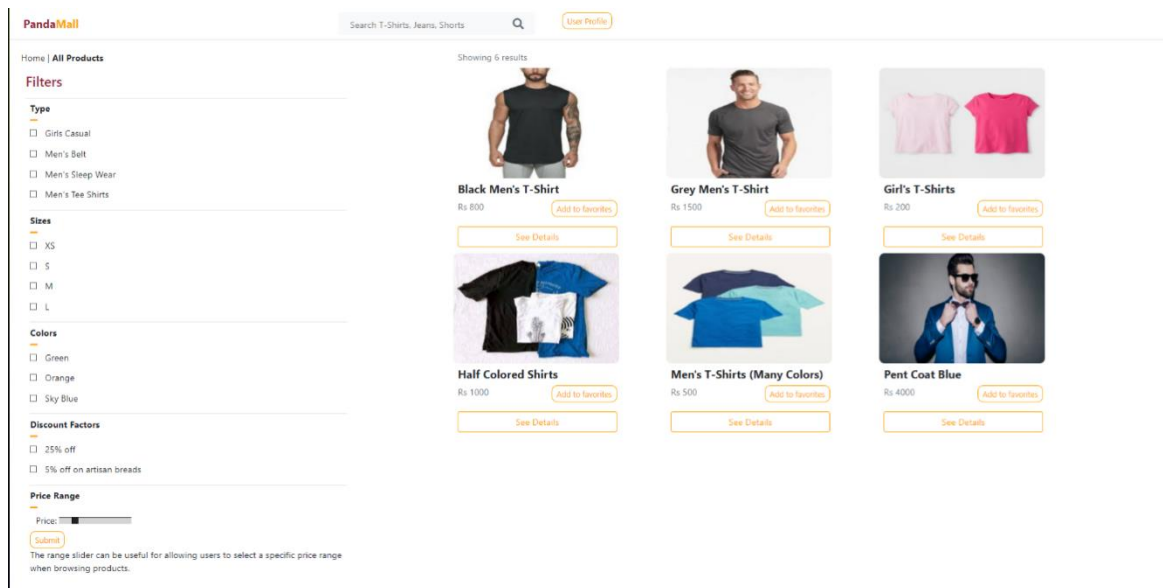 PandaMall
Search T-Shirts, Jeans, Shorts
User Profile
Home | All Products
Filters
Type
Girls Casual
Men's Belt
Men's Sleep Wear
Men's Tee Shirts
Sizes
XS
S
M
L
Colors
Green
Orange
Sky Blue
Discount Factors
25% off
5% off on artisan breads
Price Range
Price:
Submit
The range slider can be useful for allowing users to select a specific price range
when browsing products.
Showing 6 results
Black Men's T-Shirt
Rs 800 Add to favorites
See Details
Grey Men's T-Shirt
Rs 1500 Add to favorites
See Details
Girl's T-Shirts
Rs 200 Add to favorites
See Details
Half Colored Shirts
Rs 1000 Add to favorites
See Details
Men's T-Shirts (Many Colors)
Rs 500 Add to favorites
See Details
Pent Coat Blue
Rs 4000 Add to favorites
See Details